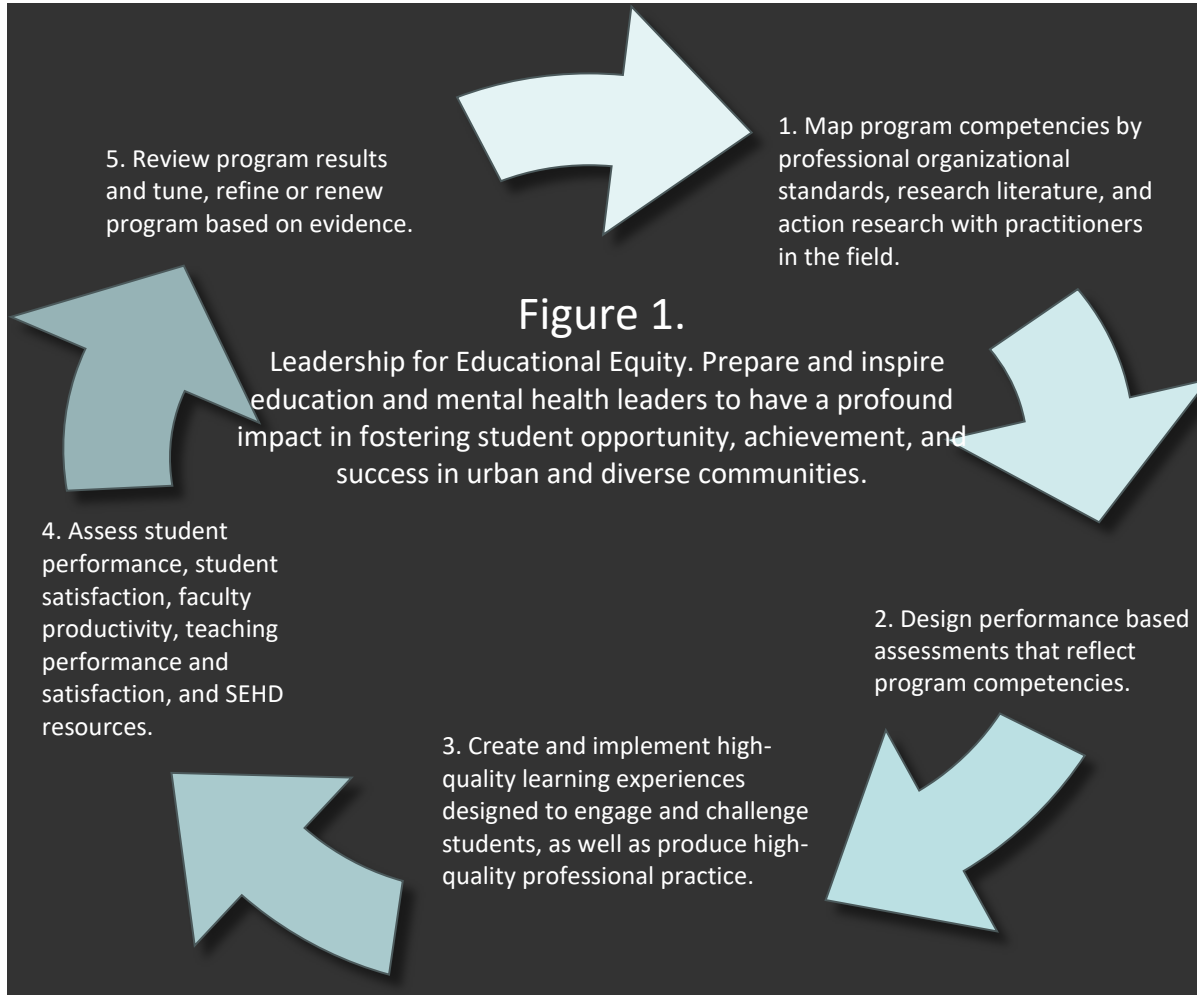 5. Review program results
and tune, refine or renew
program based on evidence.
1. Map program competencies by
professional organizational
standards, research literature, and
action research with practitioners
in the field.
Figure 1.
Leadership for Educational Equity. Prepare and inspire
education and mental health leaders to have a profound
impact in fostering student opportunity, achievement, and
success in urban and diverse communities.
4. Assess student
performance, student
satisfaction, faculty
productivity, teaching
performance and
satisfaction, and SEHD
resources.
2. Design performance based
assessments that reflect
program competencies.
3. Create and implement high-
quality learning experiences
designed to engage and challenge
students, as well as produce high-
quality professional practice.